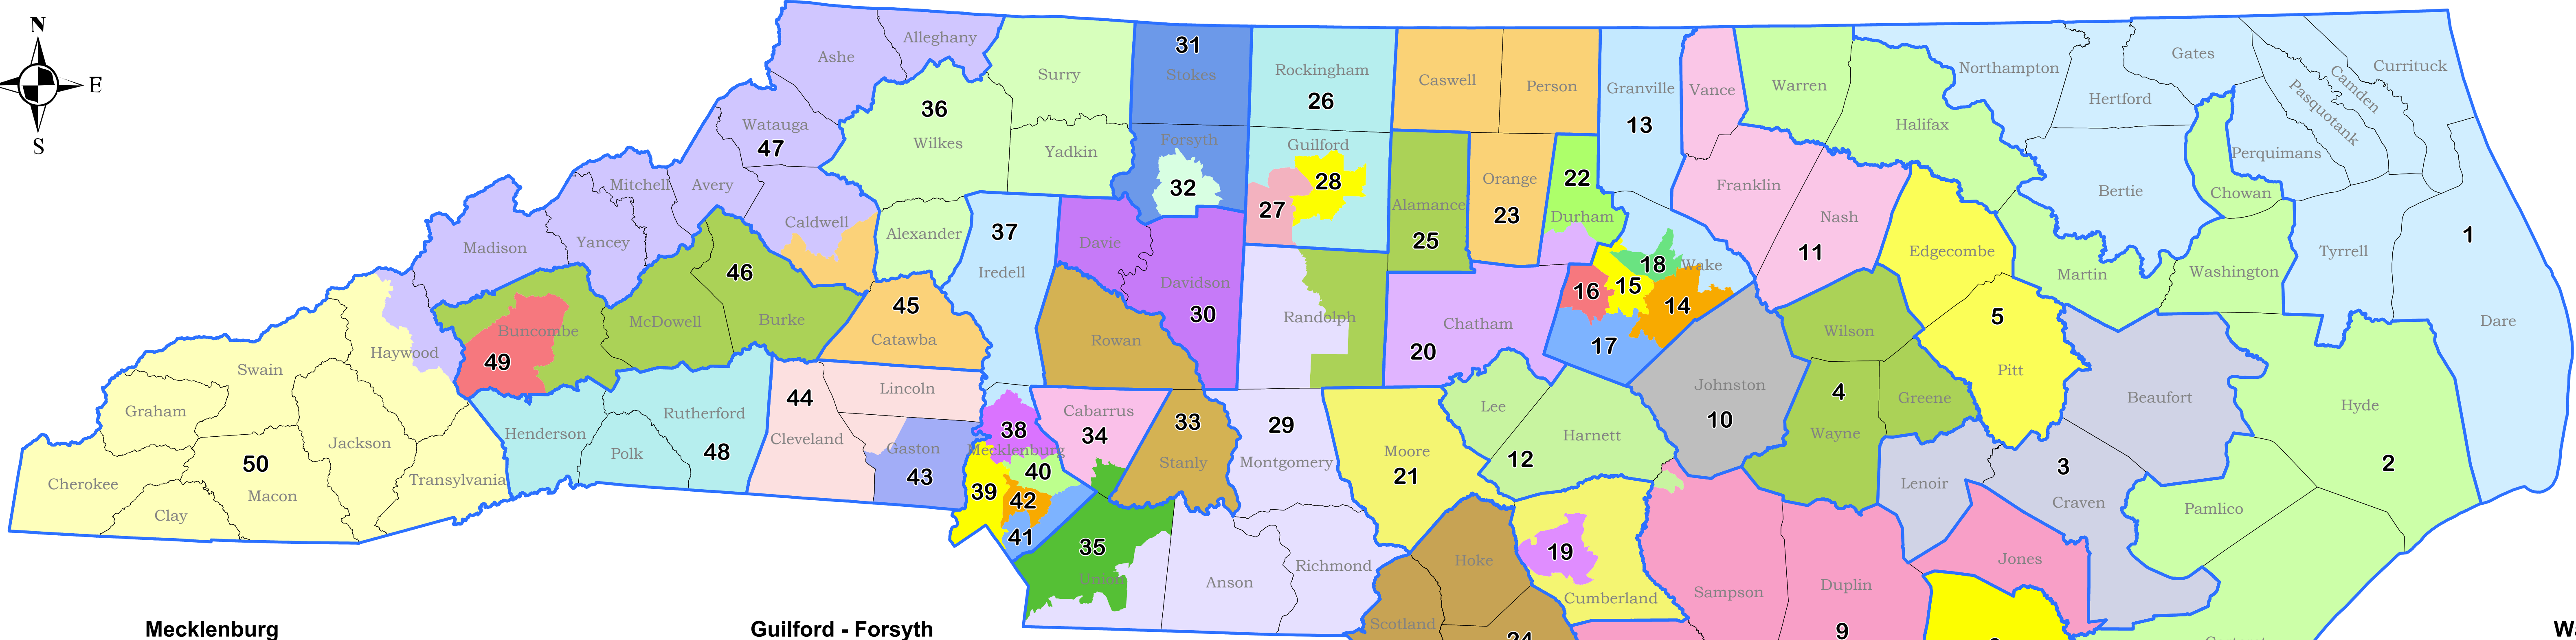 N
E
S
Ashe
Alleghany
Surry
31
Stokes
Rockingham
26
Caswell
Person
Granville
13
Vance
Warren
Halifax
Northampton
Hertford
Gates
Pasquotank
Camden
Currituck
Watauga
47
36
Wilkes
Yadkin
Forsyth
32
Guilford
27
28
Alamance
25
Orange
23
22
Durham
Franklin
Nash
11
Edgecombe
Bertie
Perquimans
Chowan
Martin
Washington
Tyrrell
1
Dare
Madison
Yancey
Mitchell
Avery
Caldwell
Alexander
37
Iredell
Davie
Davidson
30
Randolph
Chatham
20
16
15
18
Wake
14
17
Wilson
5
Pitt
Beaufort
Hyde
2
Swain
Haywood
Buncombe
49
McDowell
46
Burke
45
Catawba
Rowan
Graham
Cherokee
Clay
50
Macon
Jackson
Transylvania
Henderson
Polk
Rutherford
48
44
Cleveland
Lincoln
Gaston
43
38
Mecklenburg
39
40
42
41
Cabarrus
34
33
Stanly
29
Montgomery
Moore
21
Lee
12
Harnett
Johnston
10
4
Wayne
Greene
Lenoir
3
Craven
Pamlico
35
Union
Anson
Richmond
Scotland
Hoke
24
19
Cumberland
Sampson
Duplin
9
Jones
Mecklenburg
Guilford - Forsyth